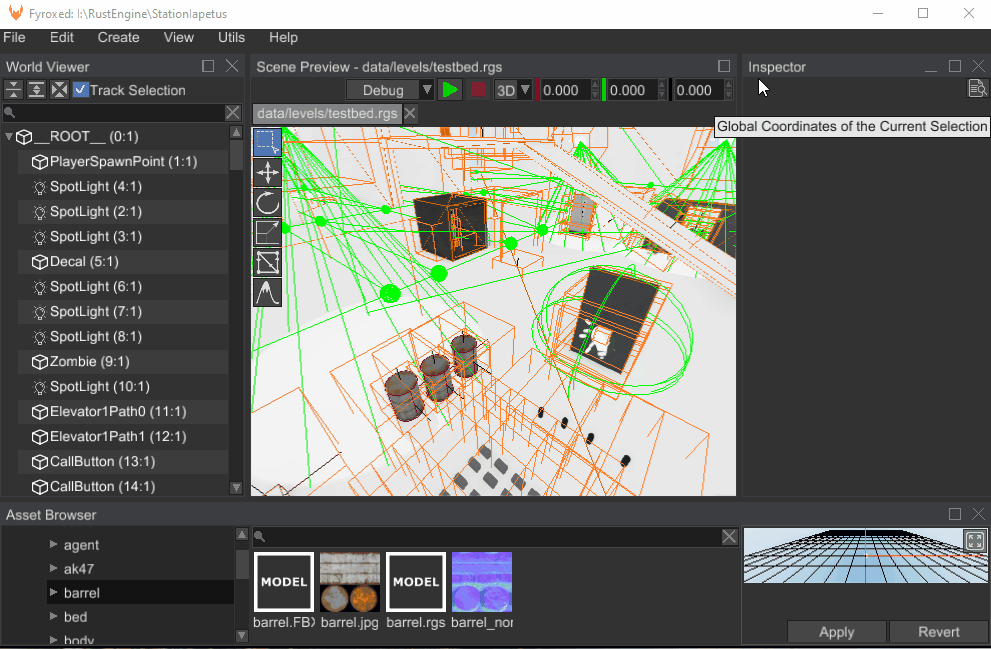 Fyroxed: I:\RustEngine\StationIapetus
File Edit Create View Utils Help
World Viewer
Scene Preview - data/levels/testbed.rgs
Inspector
Track Selection
Debug
3D
0.000
0.000
0.000
data/levels/testbed.rgs
Global Coordinates of the Current Selection
__ROOT__ (0:1)
PlayerSpawnPoint (1:1)
SpotLight (4:1)
SpotLight (2:1)
SpotLight (3:1)
Decal (5:1)
SpotLight (6:1)
SpotLight (7:1)
SpotLight (8:1)
Zombie (9:1)
SpotLight (10:1)
Elevator1Path0 (11:1)
Elevator1Path1 (12:1)
CallButton (13:1)
CallButton (14:1)
Asset Browser
agent
ak47
barrel
bed
body
MODEL
MODEL
barrel.FBX
barrel.jpg
barrel.rgs
barrel_nor
Apply
Revert